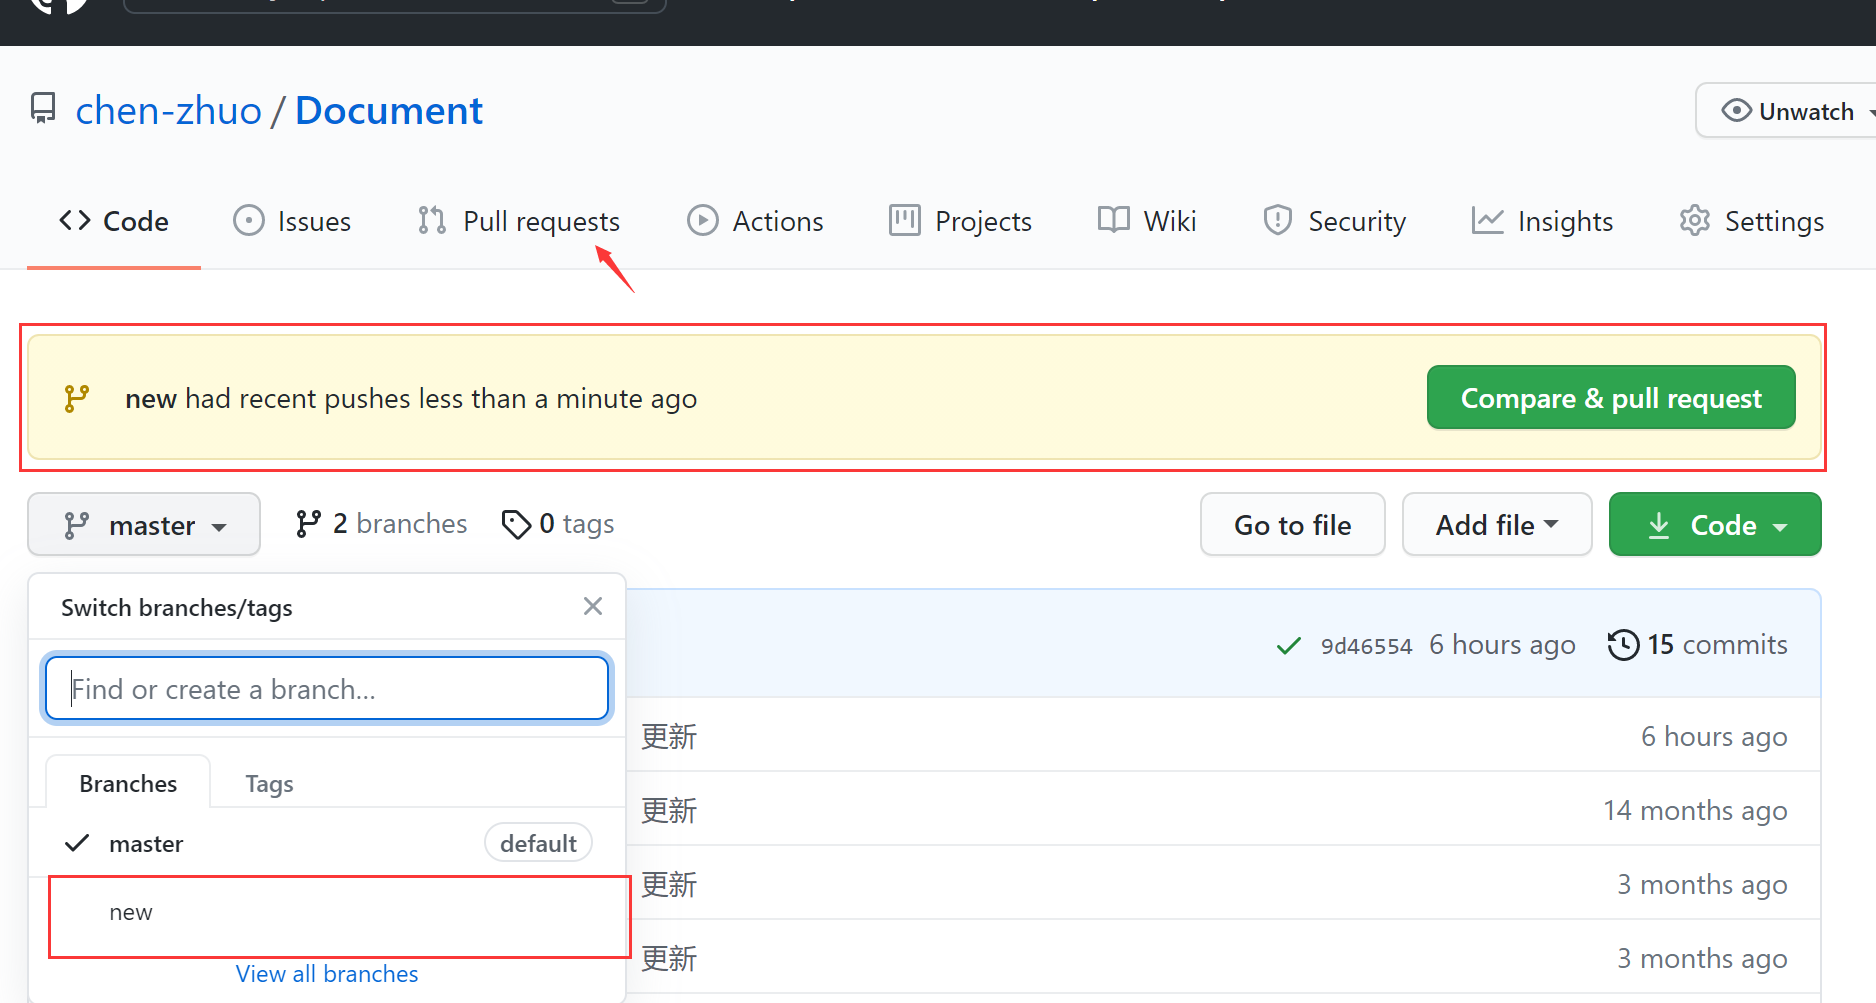 chen-zhuo / Document
Unwatch
Code
Issues
Pull requests
Actions
Projects
Wiki
Security
Insights
Settings
new had recent pushes less than a minute ago
Compare & pull request
master
2 branches
0 tags
Go to file
Add file
Code
Switch branches/tags
Find or create a branch...
9d46554 6 hours ago
15 commits
更新
6 hours ago
Branches
Tags
更新
14 months ago
master
default
更新
3 months ago
new
更新
3 months ago
View all branches